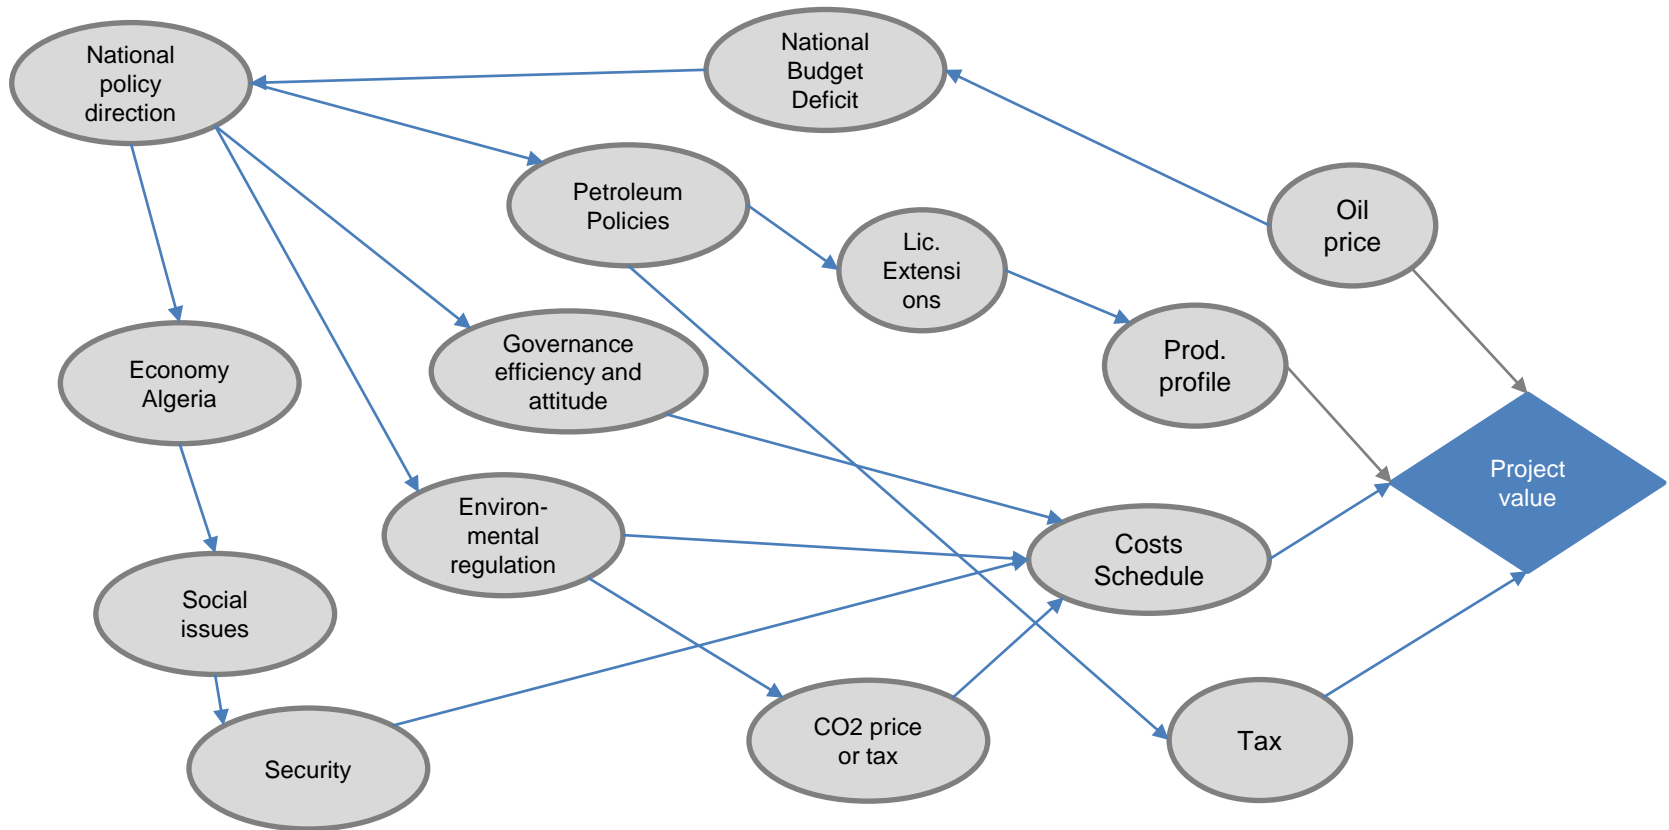 National
policy
direction
National
Budget
Deficit
Petroleum
Policies
Oil
price
Lic.
Extensi
ons
Economy
Algeria
Governance
efficiency and
attitude
Prod.
profile
Project
value
Environ-
mental
regulation
Costs
Schedule
Social
issues
Security
CO2 price
or tax
Tax